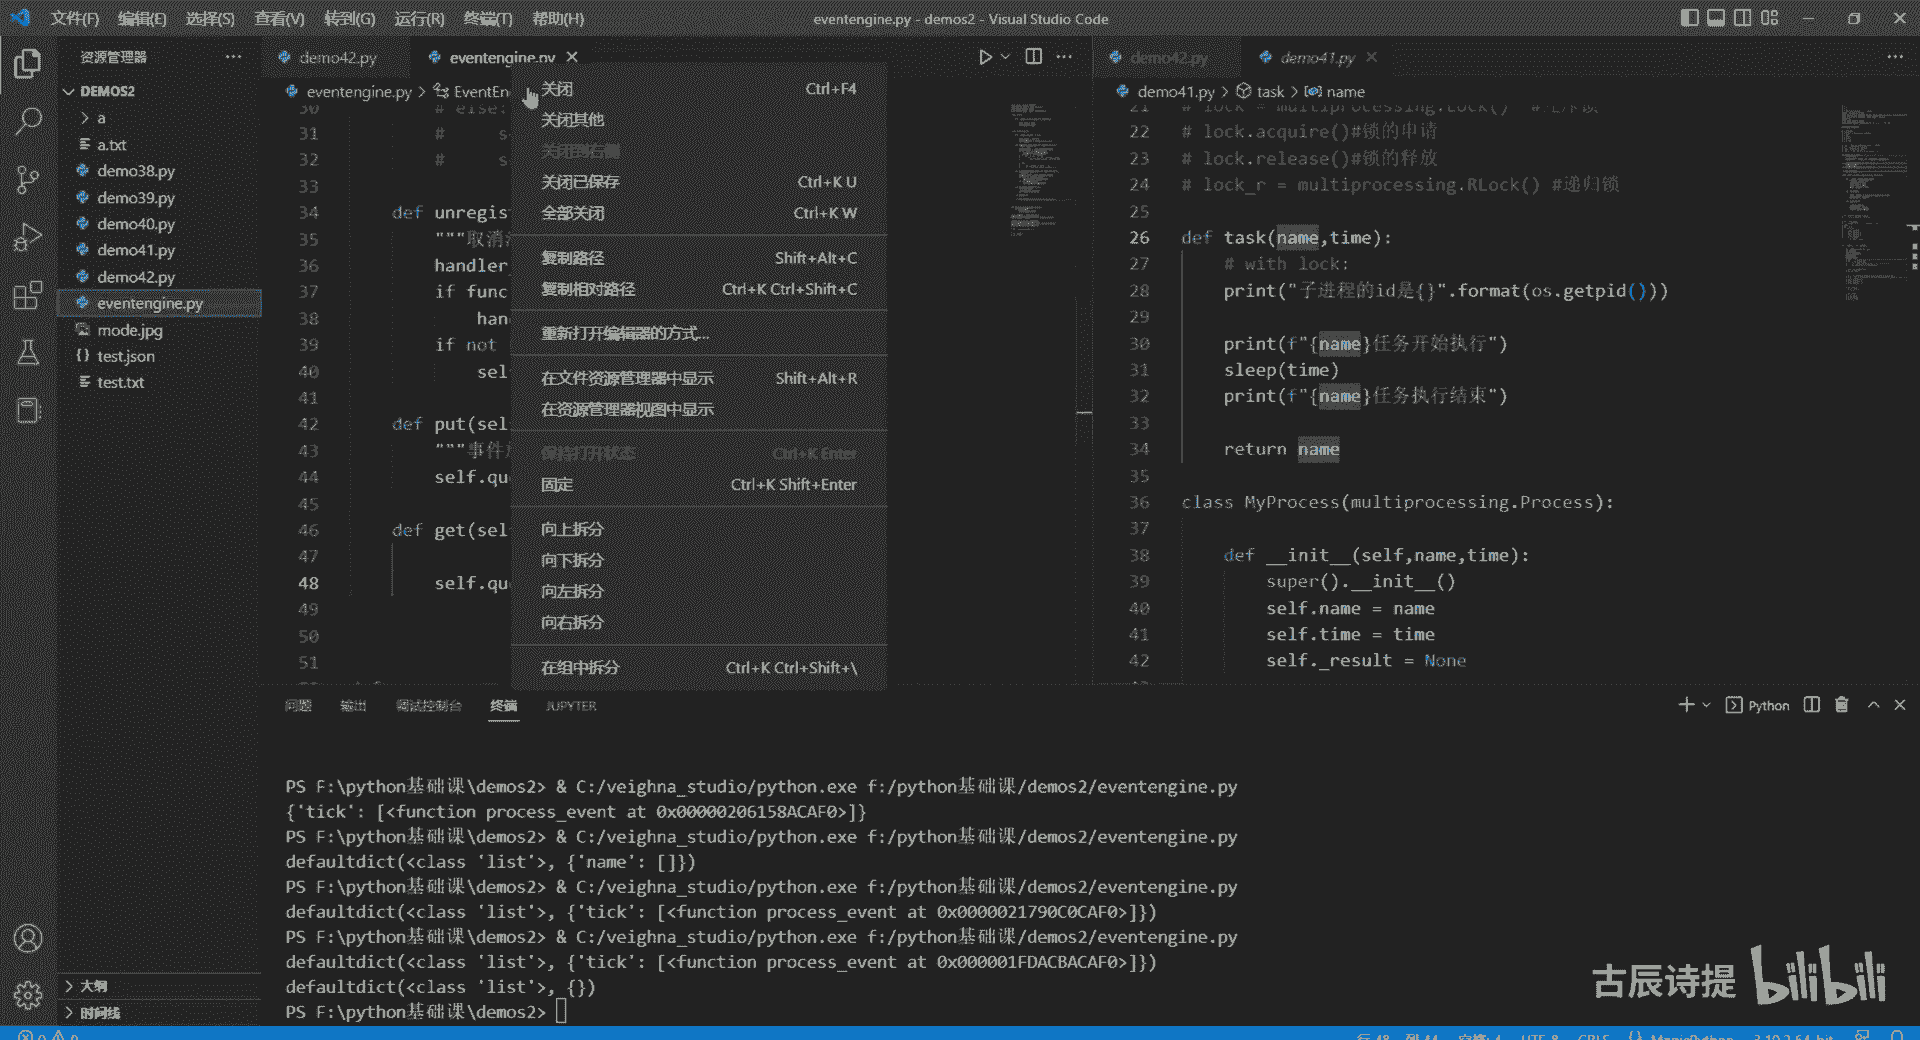 文件(F) 编辑(E) 选择(S) 查看(V) 转到(G) 运行(R) 终端(T) 帮助(H)
eventengine.py - demos2 - Visual Studio Code
资源管理器
DEMOS2
a
a.txt
demo38.py
demo39.py
demo40.py
demo41.py
demo42.py
eventengine.py
mode.jpg
test.json
test.txt
大纲
时间线
demo42.py eventengine.py
eventengine.py > EventEn
30 # else:
31 # s
32 # s
33
34 def unregis
35 """取消
36 handler
37 if func
38 han
39 if not
40 sel
41
42 def put(sel
43 """事件
44 self.qu
45
46 def get(sel
47
48 self.qu
49
50
51
关闭 Ctrl+F4
关闭其他
关闭到右侧
关闭已保存 Ctrl+K U
全部关闭 Ctrl+K W
复制路径 Shift+Alt+C
复制相对路径 Ctrl+K Ctrl+Shift+C
重新打开编辑器的方式...
在文件资源管理器中显示 Shift+Alt+R
在资源管理器视图中显示
保持打开状态 Ctrl+K Enter
固定 Ctrl+K Shift+Enter
向上拆分
向下拆分
向左拆分
向右拆分
在组中拆分 Ctrl+K Ctrl+Shift+\
demo42.py demo41.py
demo41.py > task > name
21 # lock = multiprocessing.Lock()
22 # lock.acquire()#锁的申请
23 # lock.release()#锁的释放
24 # lock_r = multiprocessing.RLock() #递归锁
25
26 def task(name,time):
27 # with lock:
28 print("子进程的id是{}".format(os.getpid()))
29
30 print(f"{name}任务开始执行")
31 sleep(time)
32 print(f"{name}任务执行结束")
33
34 return name
35
36 class MyProcess(multiprocessing.Process):
37
38 def __init__(self,name,time):
39 super().__init__()
40 self.name = name
41 self.time = time
42 self._result = None
问题 输出 调试控制台 终端 JUPYTER
Python
PS F:\python基础课\demos2> & C:/veighna_studio/python.exe f:/python基础课/demos2/eventengine.py
{'tick': [<function process_event at 0x00000206158ACAF0>]}
PS F:\python基础课\demos2> & C:/veighna_studio/python.exe f:/python基础课/demos2/eventengine.py
defaultdict(<class 'list'>, {'name': []})
PS F:\python基础课\demos2> & C:/veighna_studio/python.exe f:/python基础课/demos2/eventengine.py
defaultdict(<class 'list'>, {'tick': [<function process_event at 0x0000021790C0CAF0>]})
PS F:\python基础课\demos2> & C:/veighna_studio/python.exe f:/python基础课/demos2/eventengine.py
defaultdict(<class 'list'>, {'tick': [<function process_event at 0x000001FDACBACAF0>]})
defaultdict(<class 'list'>, {})
PS F:\python基础课\demos2>
古辰诗提 bilibili